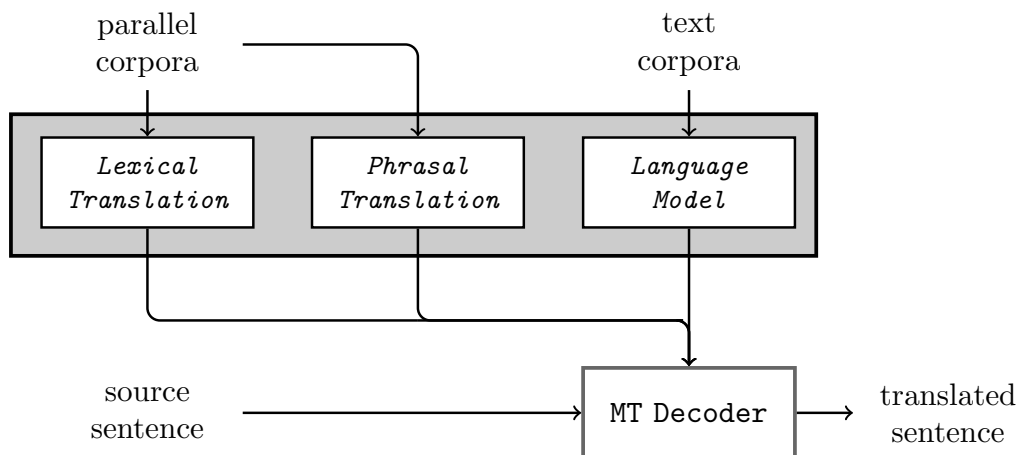 parallel
corpora
text
corpora
Lexical
Translation
Phrasal
Translation
Language
Model
source
sentence
MT Decoder
translated
sentence